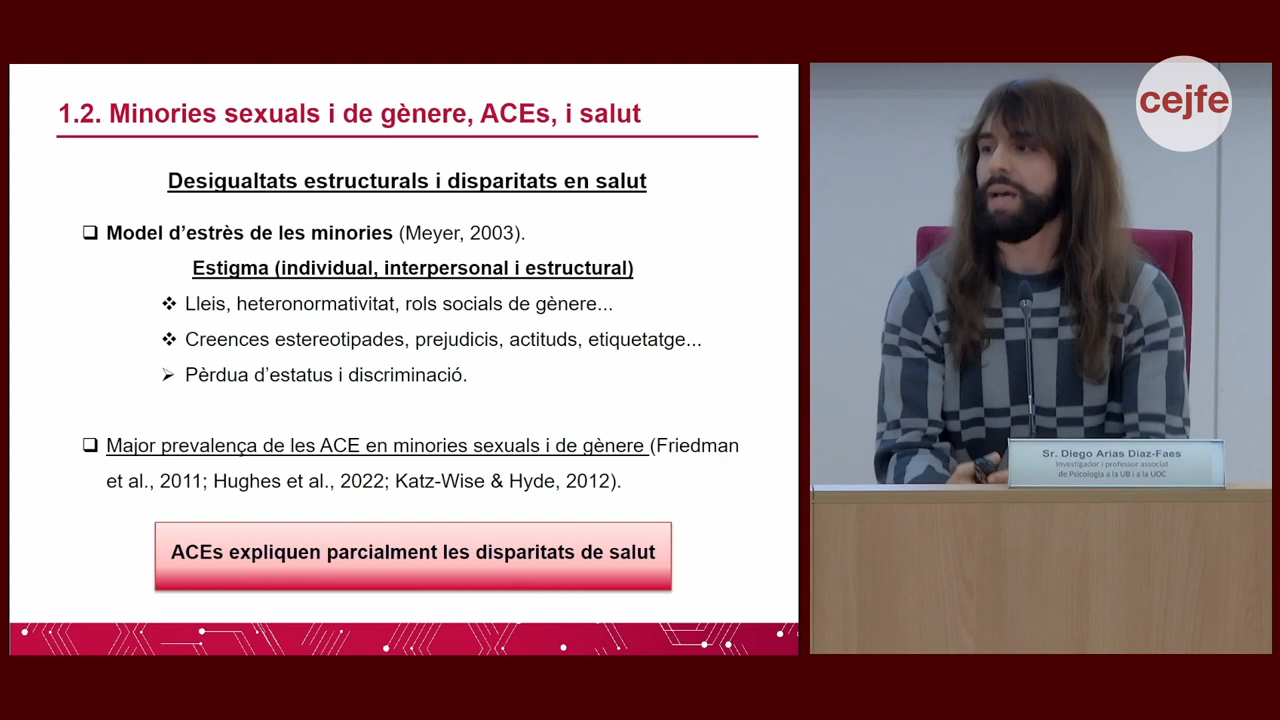 1.2. Minories sexuals i de gènere, ACEs, i salut
Desigualtats estructurals i disparitats en salut
Model d’estrès de les minories (Meyer, 2003).
Estigma (individual, interpersonal i estructural)
Lleis, heteronormativitat, rols socials de gènere...
Creences estereotipades, prejudicis, actituds, etiquetatge...
Pèrdua d’estatus i discriminació.
Major prevalença de les ACE en minories sexuals i de gènere (Friedman
et al., 2011; Hughes et al., 2022; Katz-Wise & Hyde, 2012).
ACEs expliquen parcialment les disparitats de salut
cejfe
Sr. Diego Arias Díaz-Faes
Investigador i professor associat
de Psicologia a la UB i a la UOC